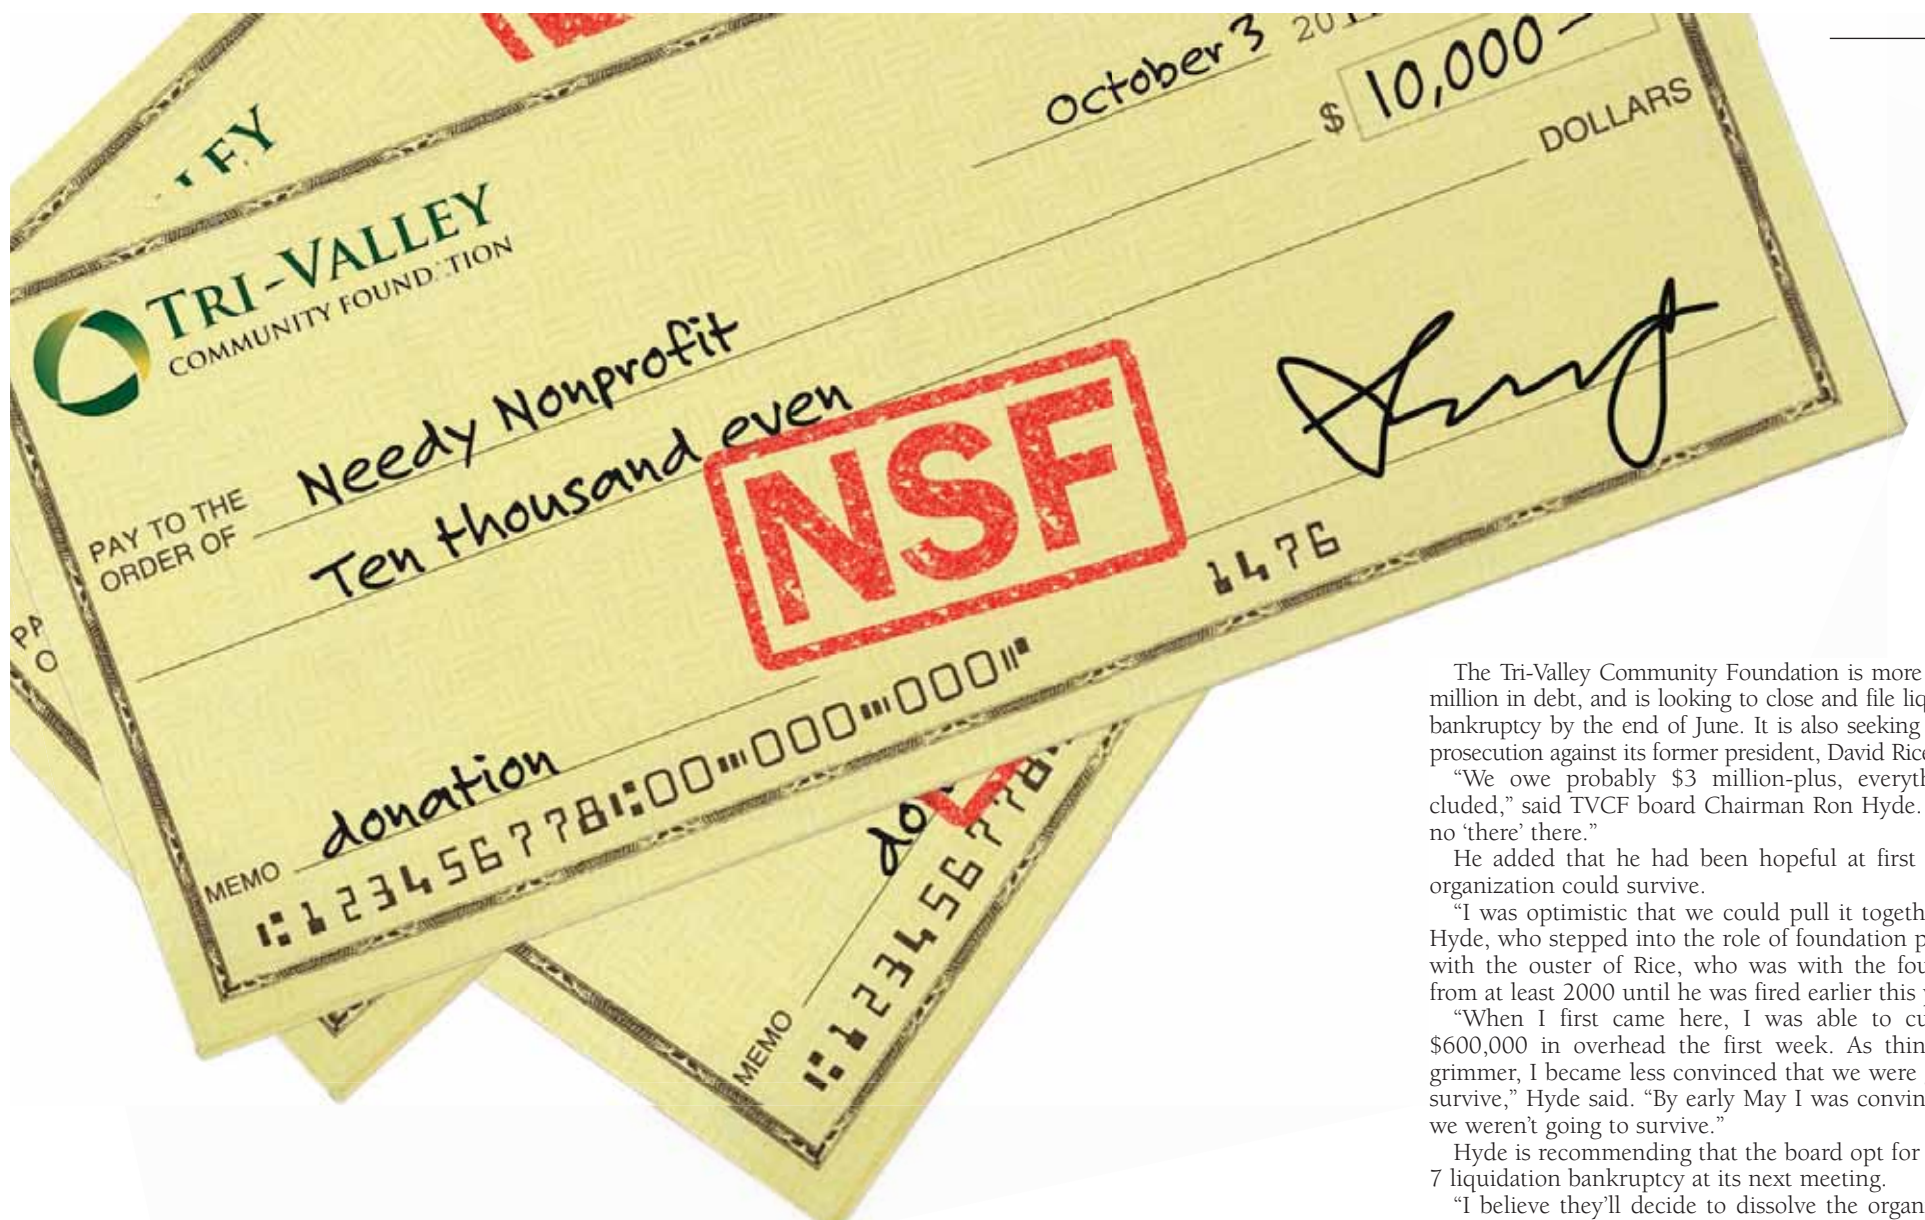 October 3
$ 10,000 —
DOLLARS
TRI-VALLEY
COMMUNITY FOUND TION
PAY TO THE
ORDER OF
Needy Nonprofit
Ten thousand even
NSF
1476
MEMO
donation
⑆123456778⑆00⑈000⑈000⑈
MEMO
12345677
The Tri-Valley Community Foundation is more
million in debt, and is looking to close and file liq
bankruptcy by the end of June. It is also seeking
prosecution against its former president, David Rice
“We owe probably $3 million-plus, everyth
cluded,” said TVCF board Chairman Ron Hyde.
no ‘there’ there.”
He added that he had been hopeful at first
organization could survive.
“I was optimistic that we could pull it togeth
Hyde, who stepped into the role of foundation p
with the ouster of Rice, who was with the fou
from at least 2000 until he was fired earlier this y
“When I first came here, I was able to cu
$600,000 in overhead the first week. As thin
grimmer, I became less convinced that we were
survive,” Hyde said. “By early May I was convin
we weren’t going to survive.”
Hyde is recommending that the board opt for
7 liquidation bankruptcy at its next meeting.
“I believe they’ll decide to dissolve the organ